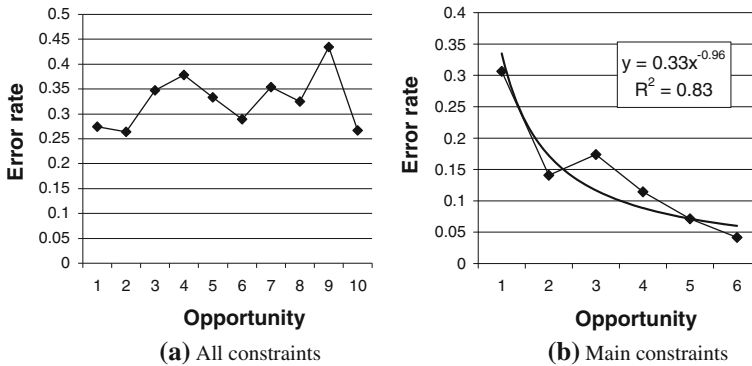 0.5
0.45
0.4
0.35
0.3
0.25
0.2
0.15
0.1
0.05
0
Error rate
1 2 3 4 5 6 7 8 9 10
Opportunity
(a) All constraints
0.4
0.35
0.3
0.25
0.2
0.15
0.1
0.05
0
Error rate
y = 0.33x^-0.96
R² = 0.83
1 2 3 4 5 6
Opportunity
(b) Main constraints